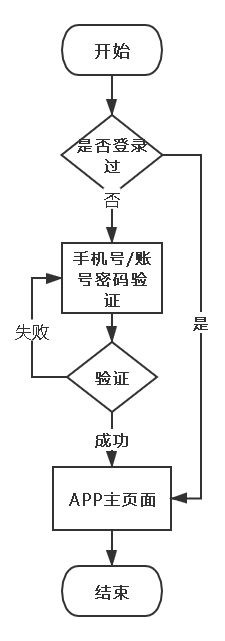 开始
是否登录
过
否
手机号/账
号密码验
证
失败
是
验证
成功
APP主页面
结束